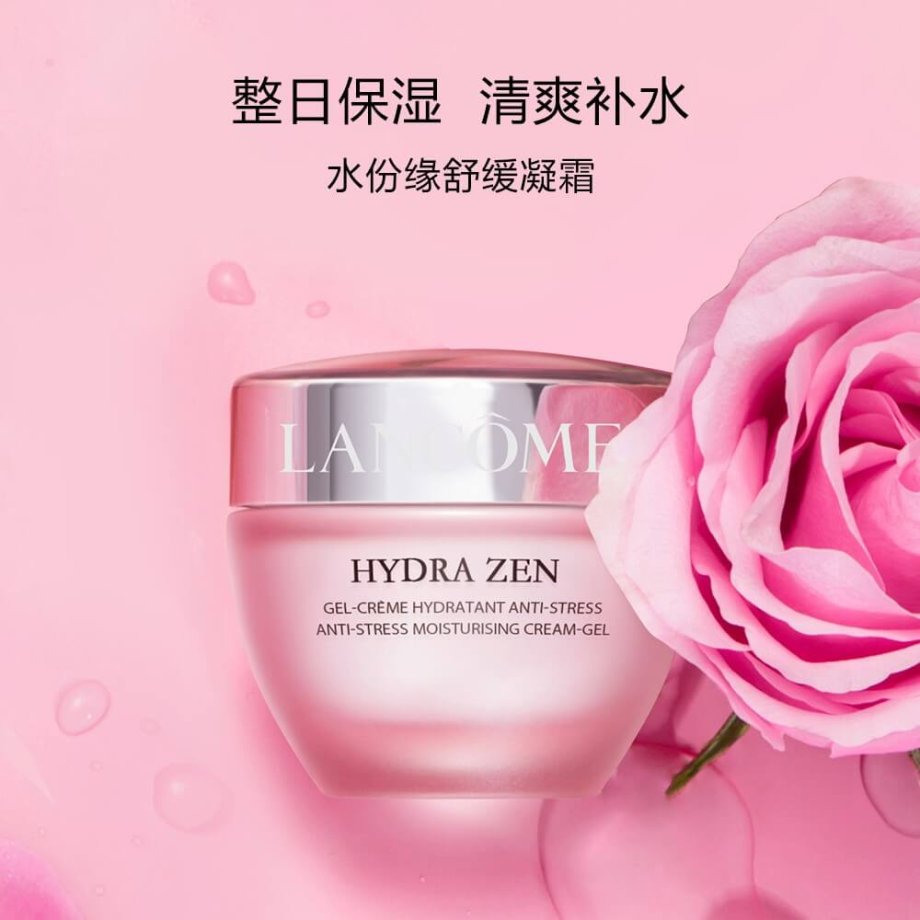 整日保湿 清爽补水
水份缘舒缓凝霜
LANCÔME
HYDRA ZEN
GEL-CRÈME HYDRATANT ANTI-STRESS
ANTI-STRESS MOISTURISING CREAM-GEL